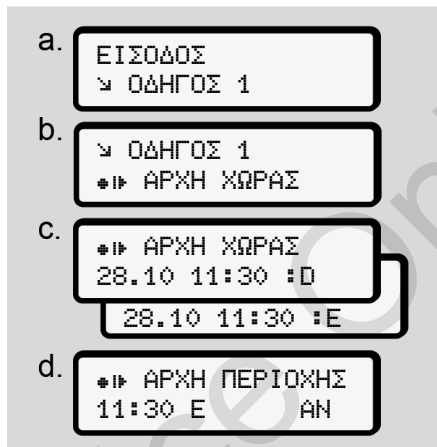 a.
ΕΙΣΟΔΟΣ
ΟΔΗΓΟΣ 1
b.
ΟΔΗΓΟΣ 1
ΑΡΧΗ ΧΩΡΑΣ
c.
ΑΡΧΗ ΧΩΡΑΣ
28.10 11:30 :D
28.10 11:30 :E
d.
ΑΡΧΗ ΠΕΡΙΟΧΗΣ
11:30 E AN